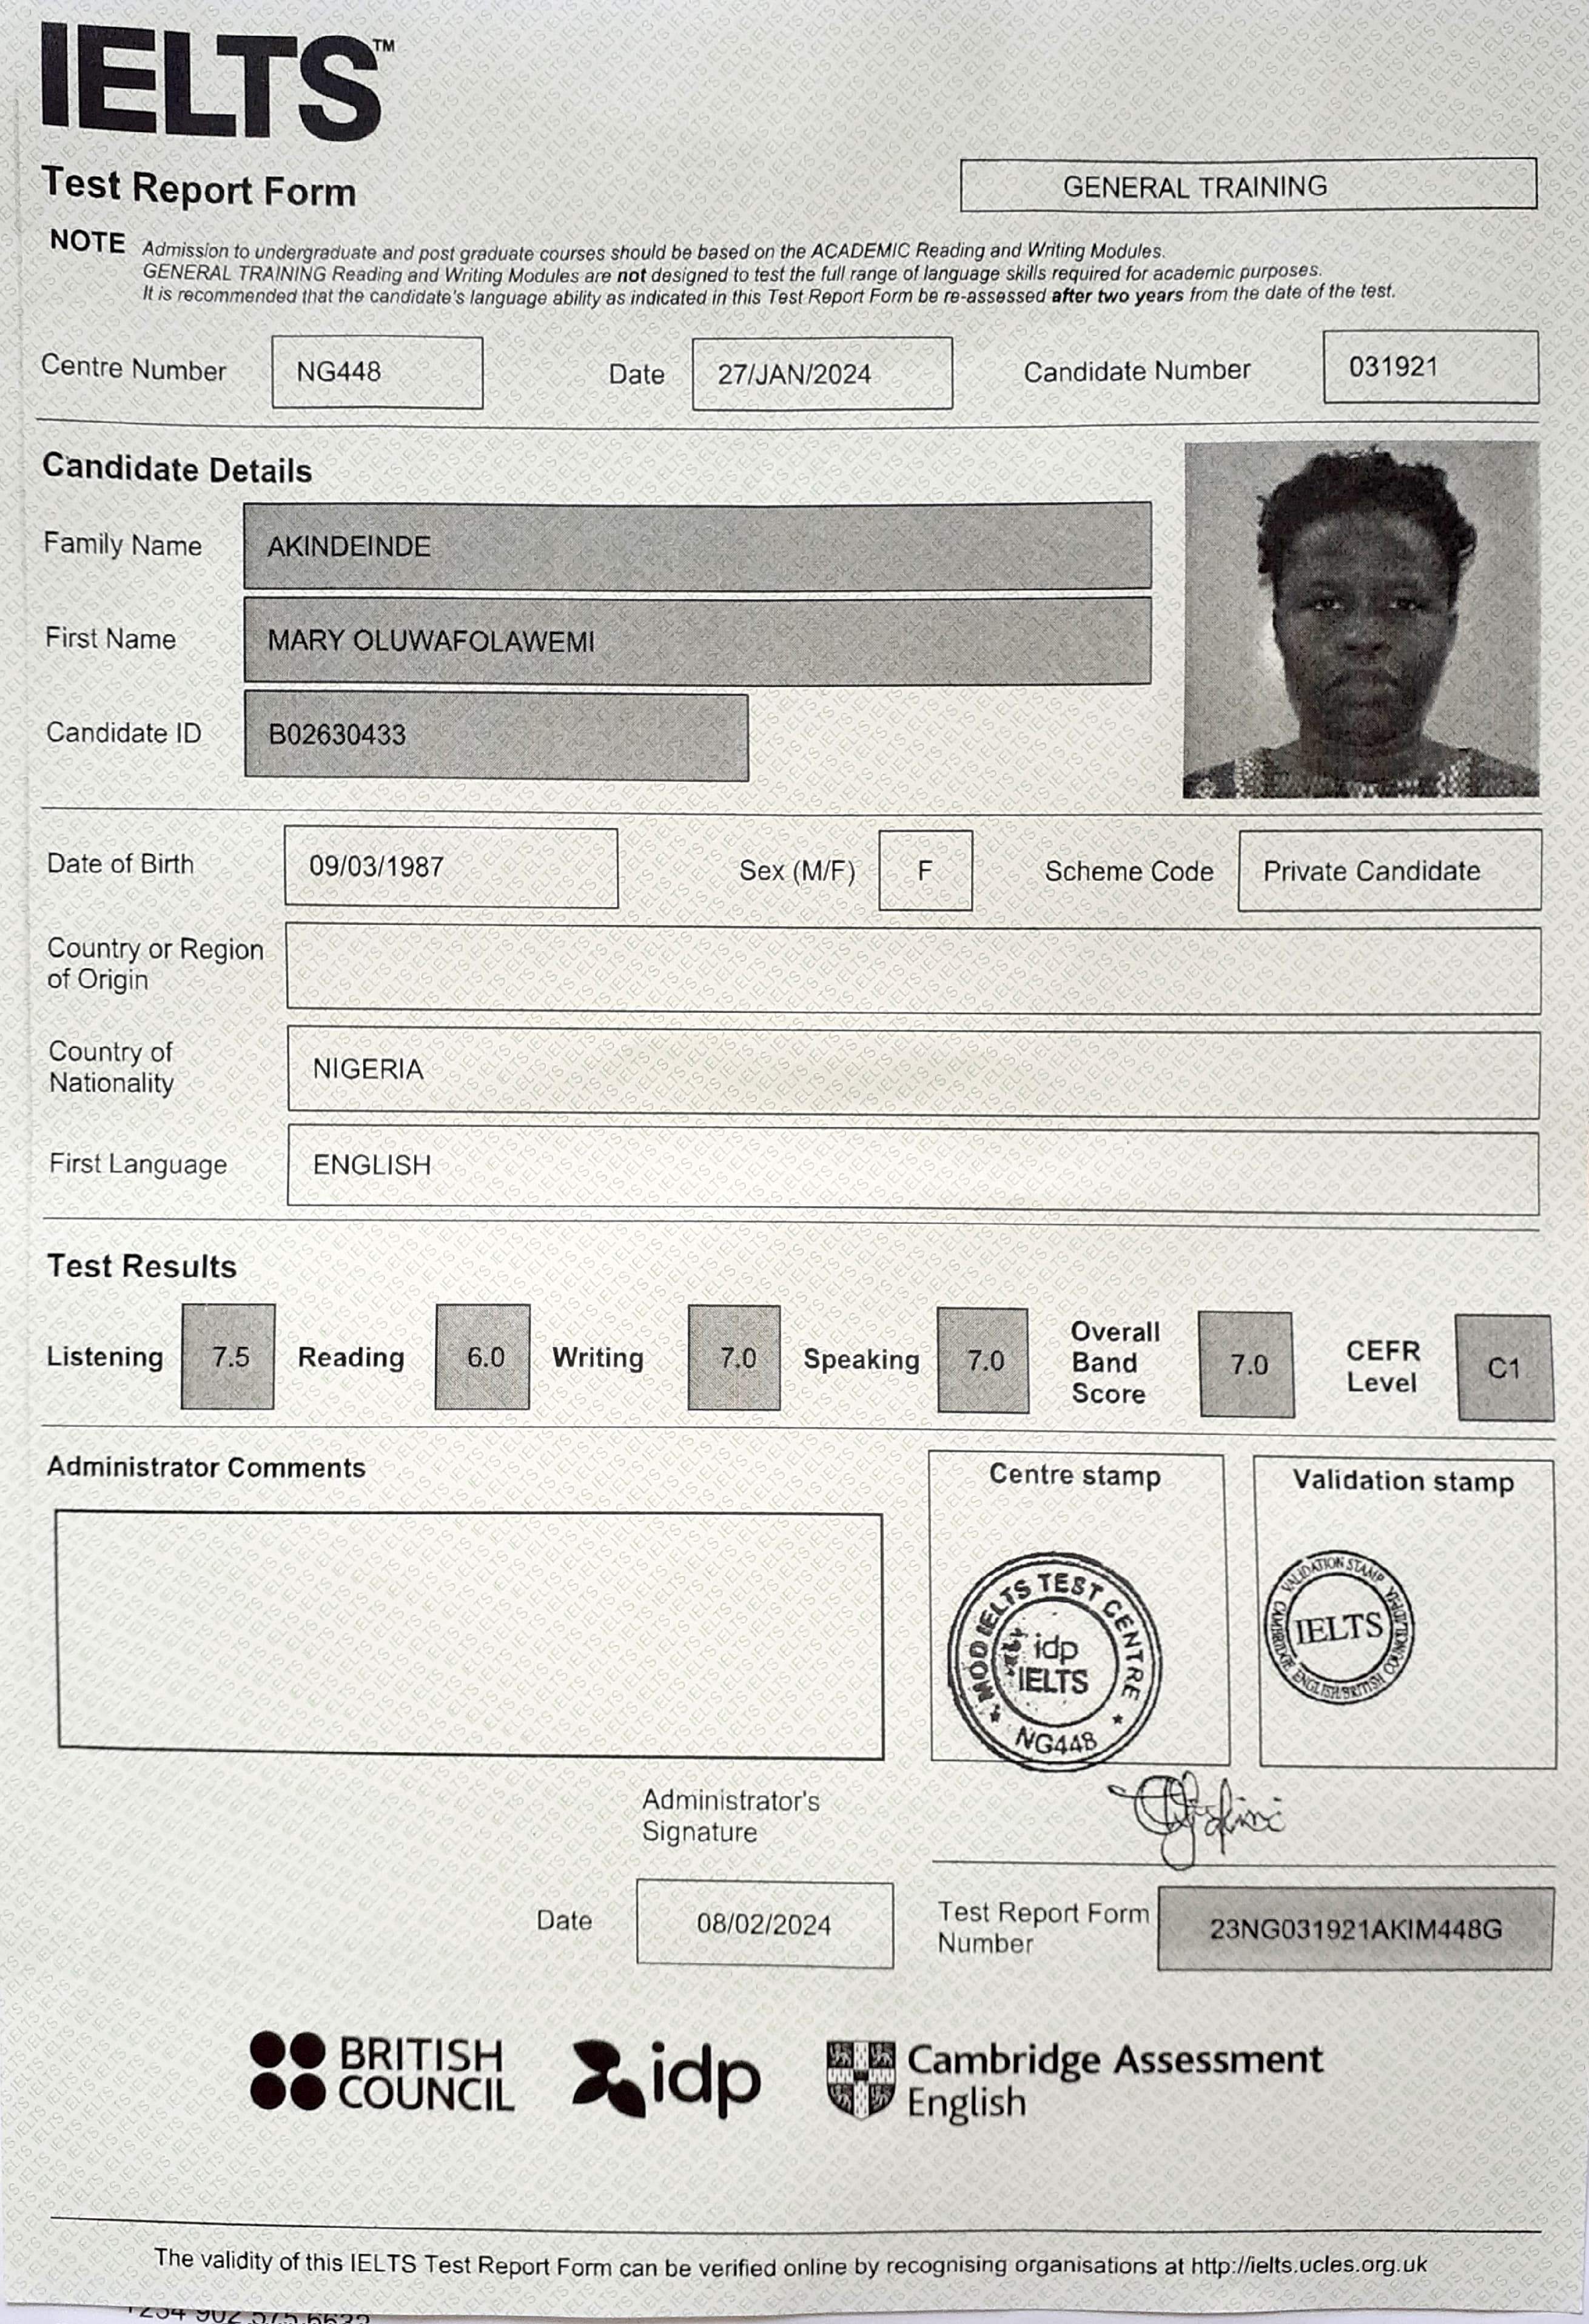 IELTS™
Test Report Form
GENERAL TRAINING
NOTE Admission to undergraduate and post graduate courses should be based on the ACADEMIC Reading and Writing Modules.
GENERAL TRAINING Reading and Writing Modules are not designed to test the full range of language skills required for academic purposes.
It is recommended that the candidate's language ability as indicated in this Test Report Form be re-assessed after two years from the date of the test.
Centre Number NG448 Date 27/JAN/2024 Candidate Number 031921
Candidate Details
Family Name AKINDEINDE
First Name MARY OLUWAFOLAWEMI
Candidate ID B02630433
Date of Birth 09/03/1987 Sex (M/F) F Scheme Code Private Candidate
Country or Region
of Origin
Country of
Nationality NIGERIA
First Language ENGLISH
Test Results
Listening 7.5 Reading 6.0 Writing 7.0 Speaking 7.0 Overall Band Score 7.0 CEFR Level C1
Administrator Comments
Centre stamp
Validation stamp
MOD IELTS TEST CENTRE
idp
IELTS
NG448
VALIDATION STAMP
IELTS
CAMBRIDGE ENGLISH/BRITISH COUNCIL/IDP:IEA
Administrator's
Signature
Date 08/02/2024
Test Report Form
Number 23NG031921AKIM448G
BRITISH
COUNCIL
idp
Cambridge Assessment
English
The validity of this IELTS Test Report Form can be verified online by recognising organisations at http://ielts.ucles.org.uk